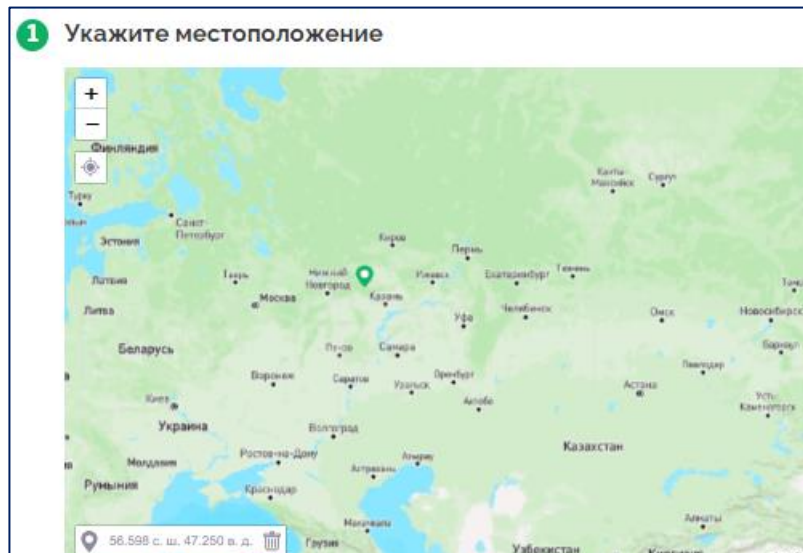 1 Укажите местоположение
+
−
Финляндия
Ханты-
Мансийск
Сургут
Турку
Санкт-
Петербург
Эстония
Киров
Пермь
Латвия
Тверь
Нижний
Новгород
Ижевск
Екатеринбург
Тюмень
Литва
Москва
Казань
Уфа
Челябинск
Омск
Новосибирск
Беларусь
Самара
Барнаул
Воронеж
Саратов
Уральск
Оренбург
Павлодар
Киев
Актобе
Астана
Усть-
Каменогорск
Украина
Волгоград
Казахстан
Ростов-на-Дону
Молдавия
Атырау
Румыния
Астрахань
Краснодар
Махачкала
Алматы
56.598 с. ш. 47.250 в. д.
Грузия
Узбекистан